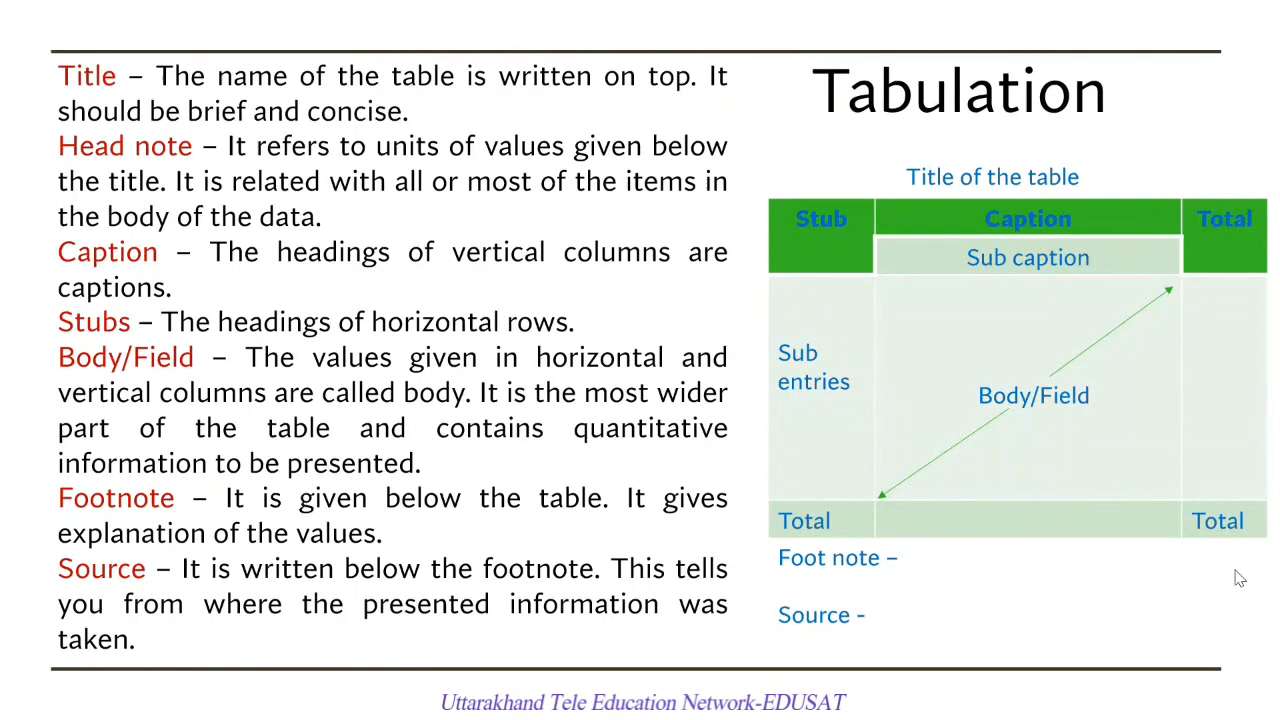 Title – The name of the table is written on top. It
should be brief and concise.
Head note – It refers to units of values given below
the title. It is related with all or most of the items in
the body of the data.
Caption – The headings of vertical columns are
captions.
Stubs – The headings of horizontal rows.
Body/Field – The values given in horizontal and
vertical columns are called body. It is the most wider
part of the table and contains quantitative
information to be presented.
Footnote – It is given below the table. It gives
explanation of the values.
Source – It is written below the footnote. This tells
you from where the presented information was
taken.
Tabulation
Title of the table
Stub Caption Total
Sub caption
Sub
entries
Body/Field
Total Total
Foot note –
Source -
Uttarakhand Tele Education Network-EDUSAT